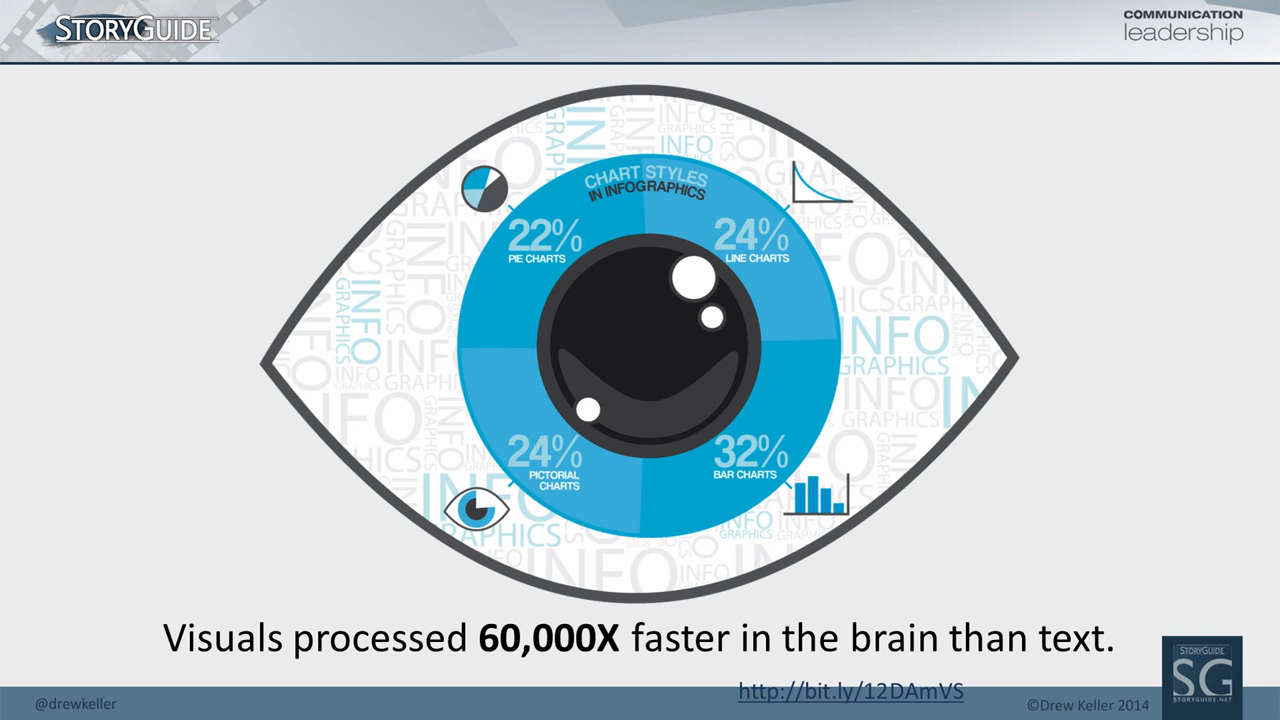 STORYGUIDE
COMMUNICATION
leadership
CHART STYLES
IN INFOGRAPHICS
22%
PIE CHARTS
24%
LINE CHARTS
24%
PICTORIAL
CHARTS
32%
BAR CHARTS
INFO
GRAPHICS
Visuals processed 60,000X faster in the brain than text.
http://bit.ly/12DAmVS
STORYGUIDE
SG
STORYGUIDE.NET
@drewkeller
©Drew Keller 2014